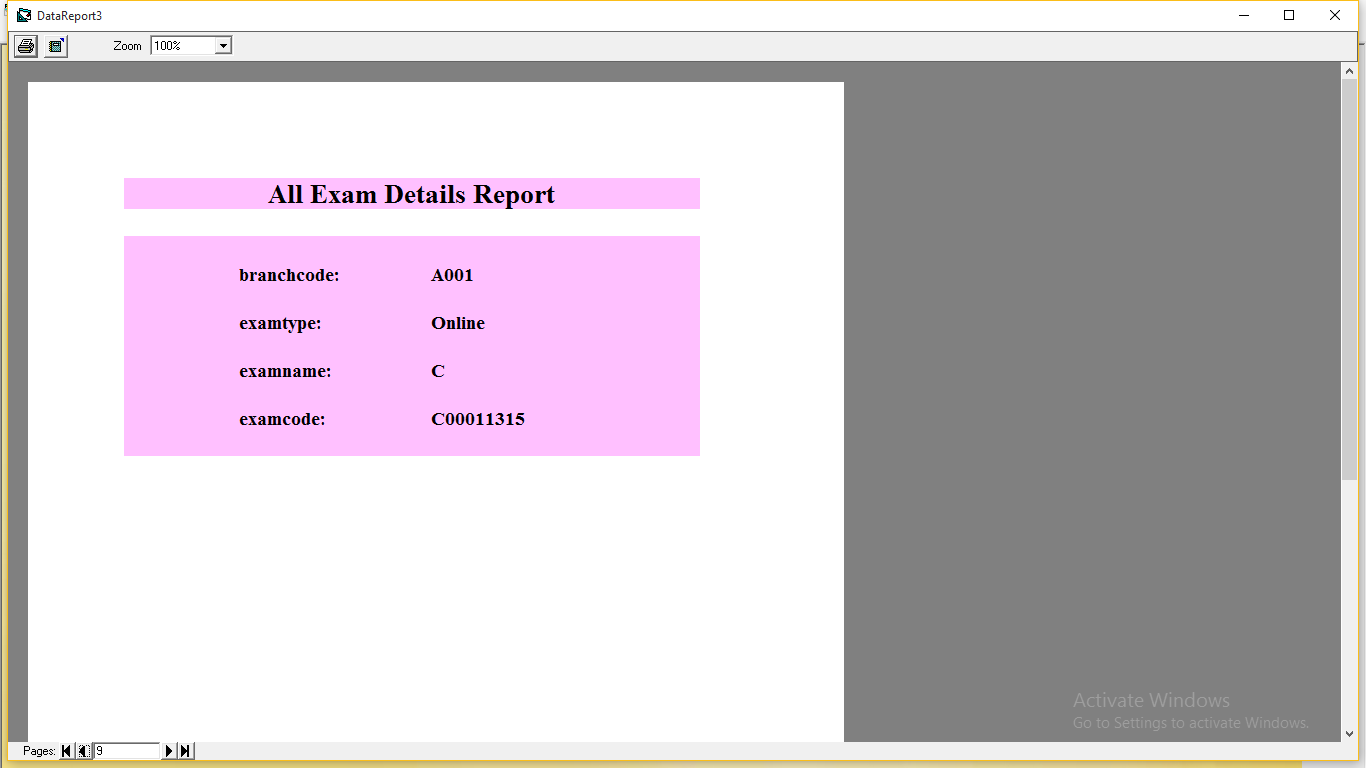 DataReport3
Zoom 100%
All Exam Details Report
branchcode: A001
examtype: Online
examname: C
examcode: C00011315
Activate Windows
Go to Settings to activate Windows.
Pages: 9